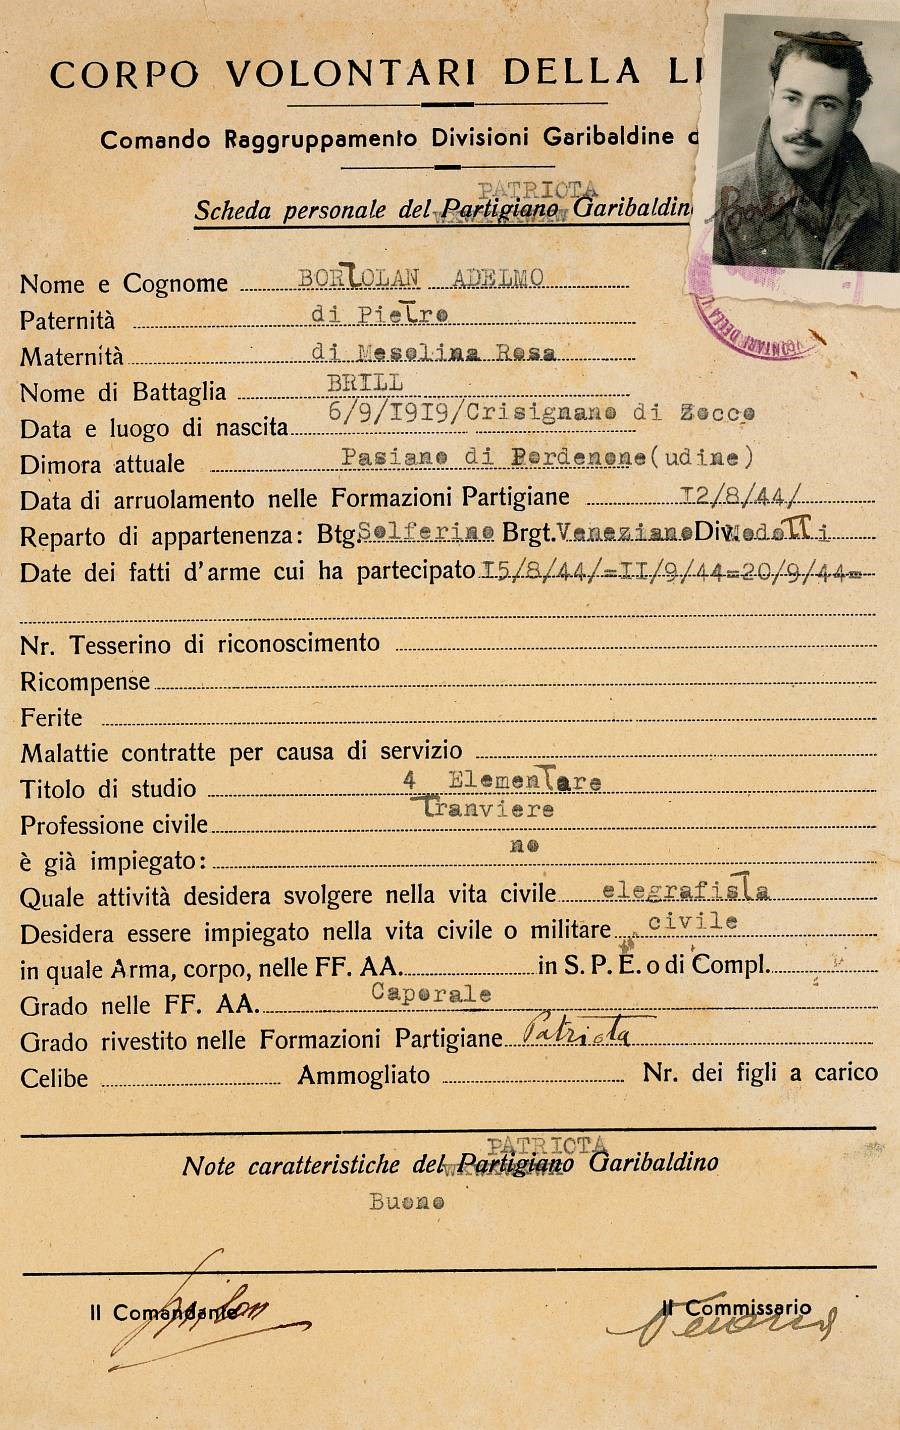 CORPO VOLONTARI DELLA LI
Comando Raggruppamento Divisioni Garibaldine d
PATRIOTA
Scheda personale del Partigiano Garibaldin
Nome e Cognome BORTOLAN ADELMO
Paternità di Pietro
Maternità di Mesolina Rosa
Nome di Battaglia BRILL
Data e luogo di nascita 6/9/1919/Crisignano di Zocco
Dimora attuale Pasiano di Pordenone(udine)
Data di arruolamento nelle Formazioni Partigiane 12/8/44/
Reparto di appartenenza: Btg. Solferino Brgt. Veneziano Div. Modotti
Date dei fatti d'arme cui ha partecipato 15/8/44/=11/9/44=20/9/44=
Nr. Tesserino di riconoscimento
Ricompense
Ferite
Malattie contratte per causa di servizio
Titolo di studio 4 Elementare
Professione civile Tranviere
è già impiegato: no
Quale attività desidera svolgere nella vita civile elegrafista
Desidera essere impiegato nella vita civile o militare civile
in quale Arma, corpo, nelle FF. AA. in S. P. E. o di Compl.
Grado nelle FF. AA. Caporale
Grado rivestito nelle Formazioni Partigiane Patriota
Celibe Ammogliato Nr. dei figli a carico
PATRIOTA
Note caratteristiche del Partigiano Garibaldino
Buono
Il Comandante Il Commissario